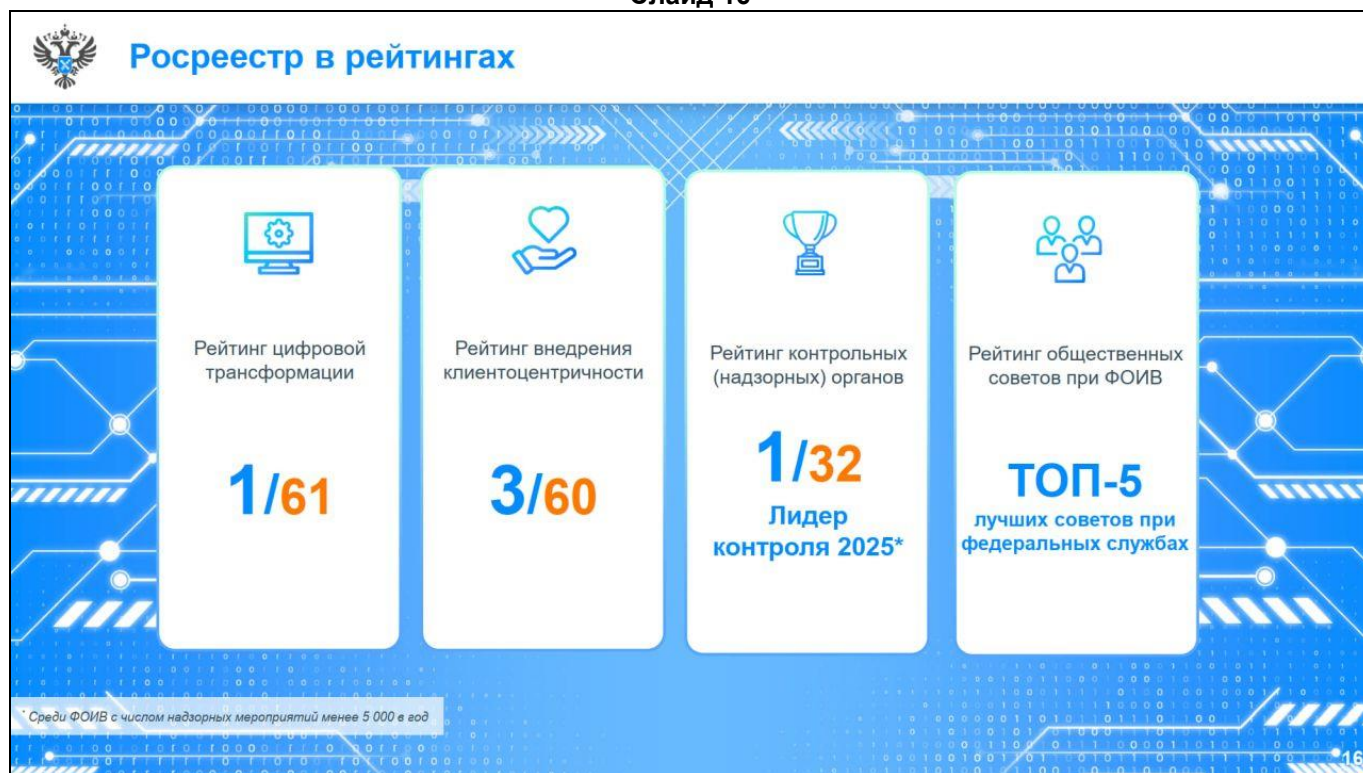 Росреестр в рейтингах
Рейтинг цифровой
трансформации
1/61
Рейтинг внедрения
клиентоцентричности
3/60
Рейтинг контрольных
(надзорных) органов
1/32
Лидер
контроля 2025*
Рейтинг общественных
советов при ФОИВ
ТОП-5
лучших советов при
федеральных службах
* Среди ФОИВ с числом надзорных мероприятий менее 5 000 в год
16